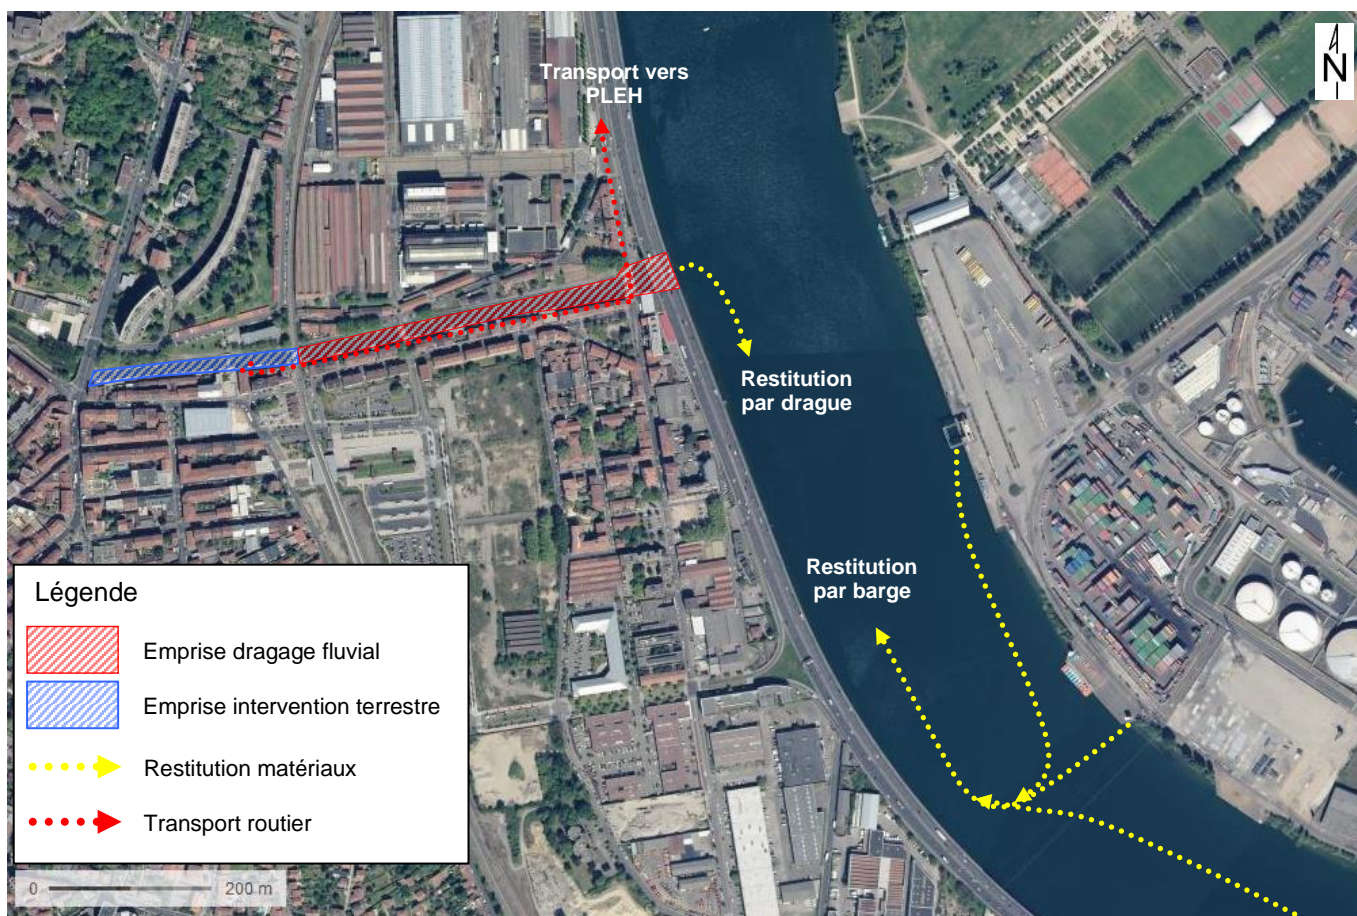 N
Transport vers
PLEH
Restitution
par drague
Restitution
par barge
Légende
Emprise dragage fluvial
Emprise intervention terrestre
Restitution matériaux
Transport routier
0 200 m